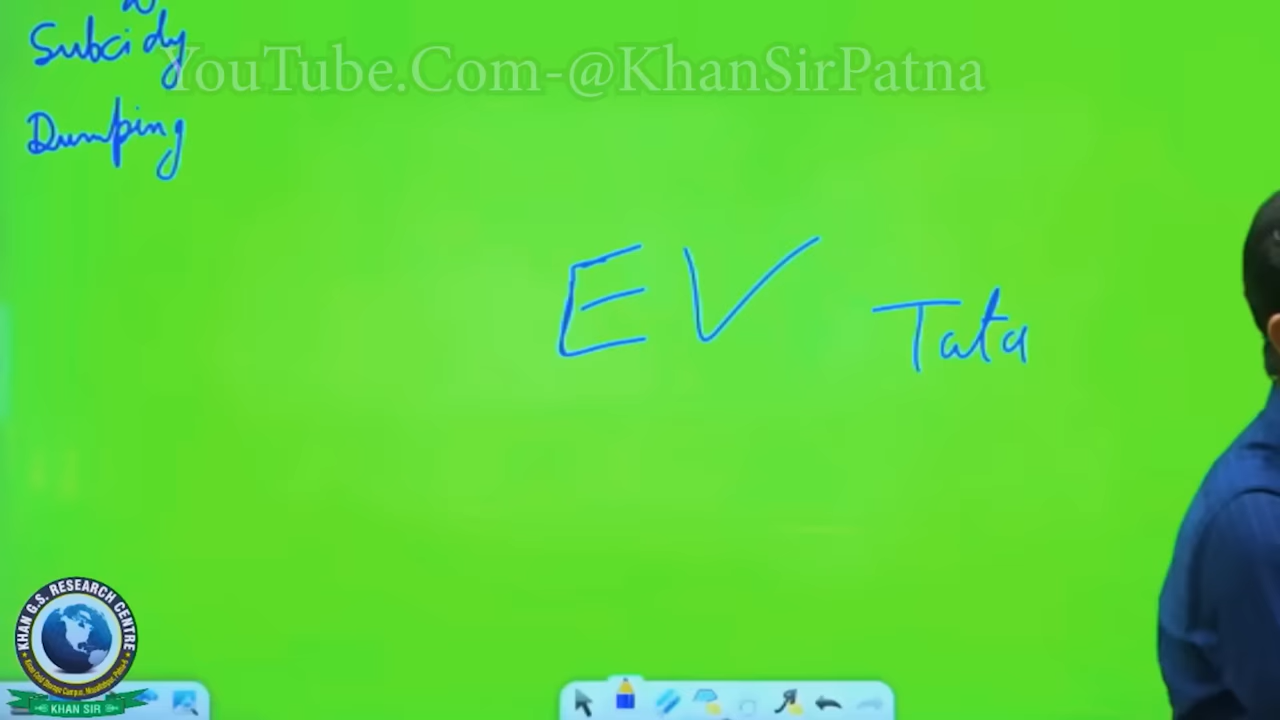 Subcidy
YouTube.Com-@KhanSirPatna
Dumping
EV Tata
KHAN G.S. RESEARCH CENTRE
KHAN SIR